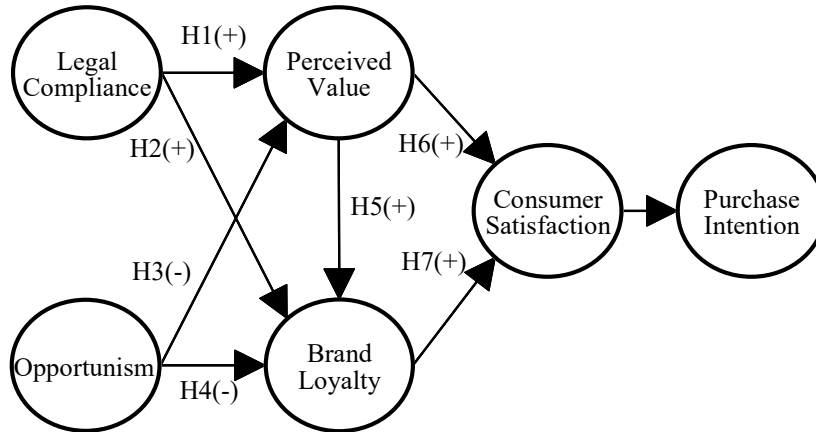 H1(+)
Legal
Compliance
Perceived
Value
H2(+)
H6(+)
H5(+)
Consumer
Satisfaction
Purchase
Intention
H3(-)
H7(+)
Opportunism
H4(-)
Brand
Loyalty